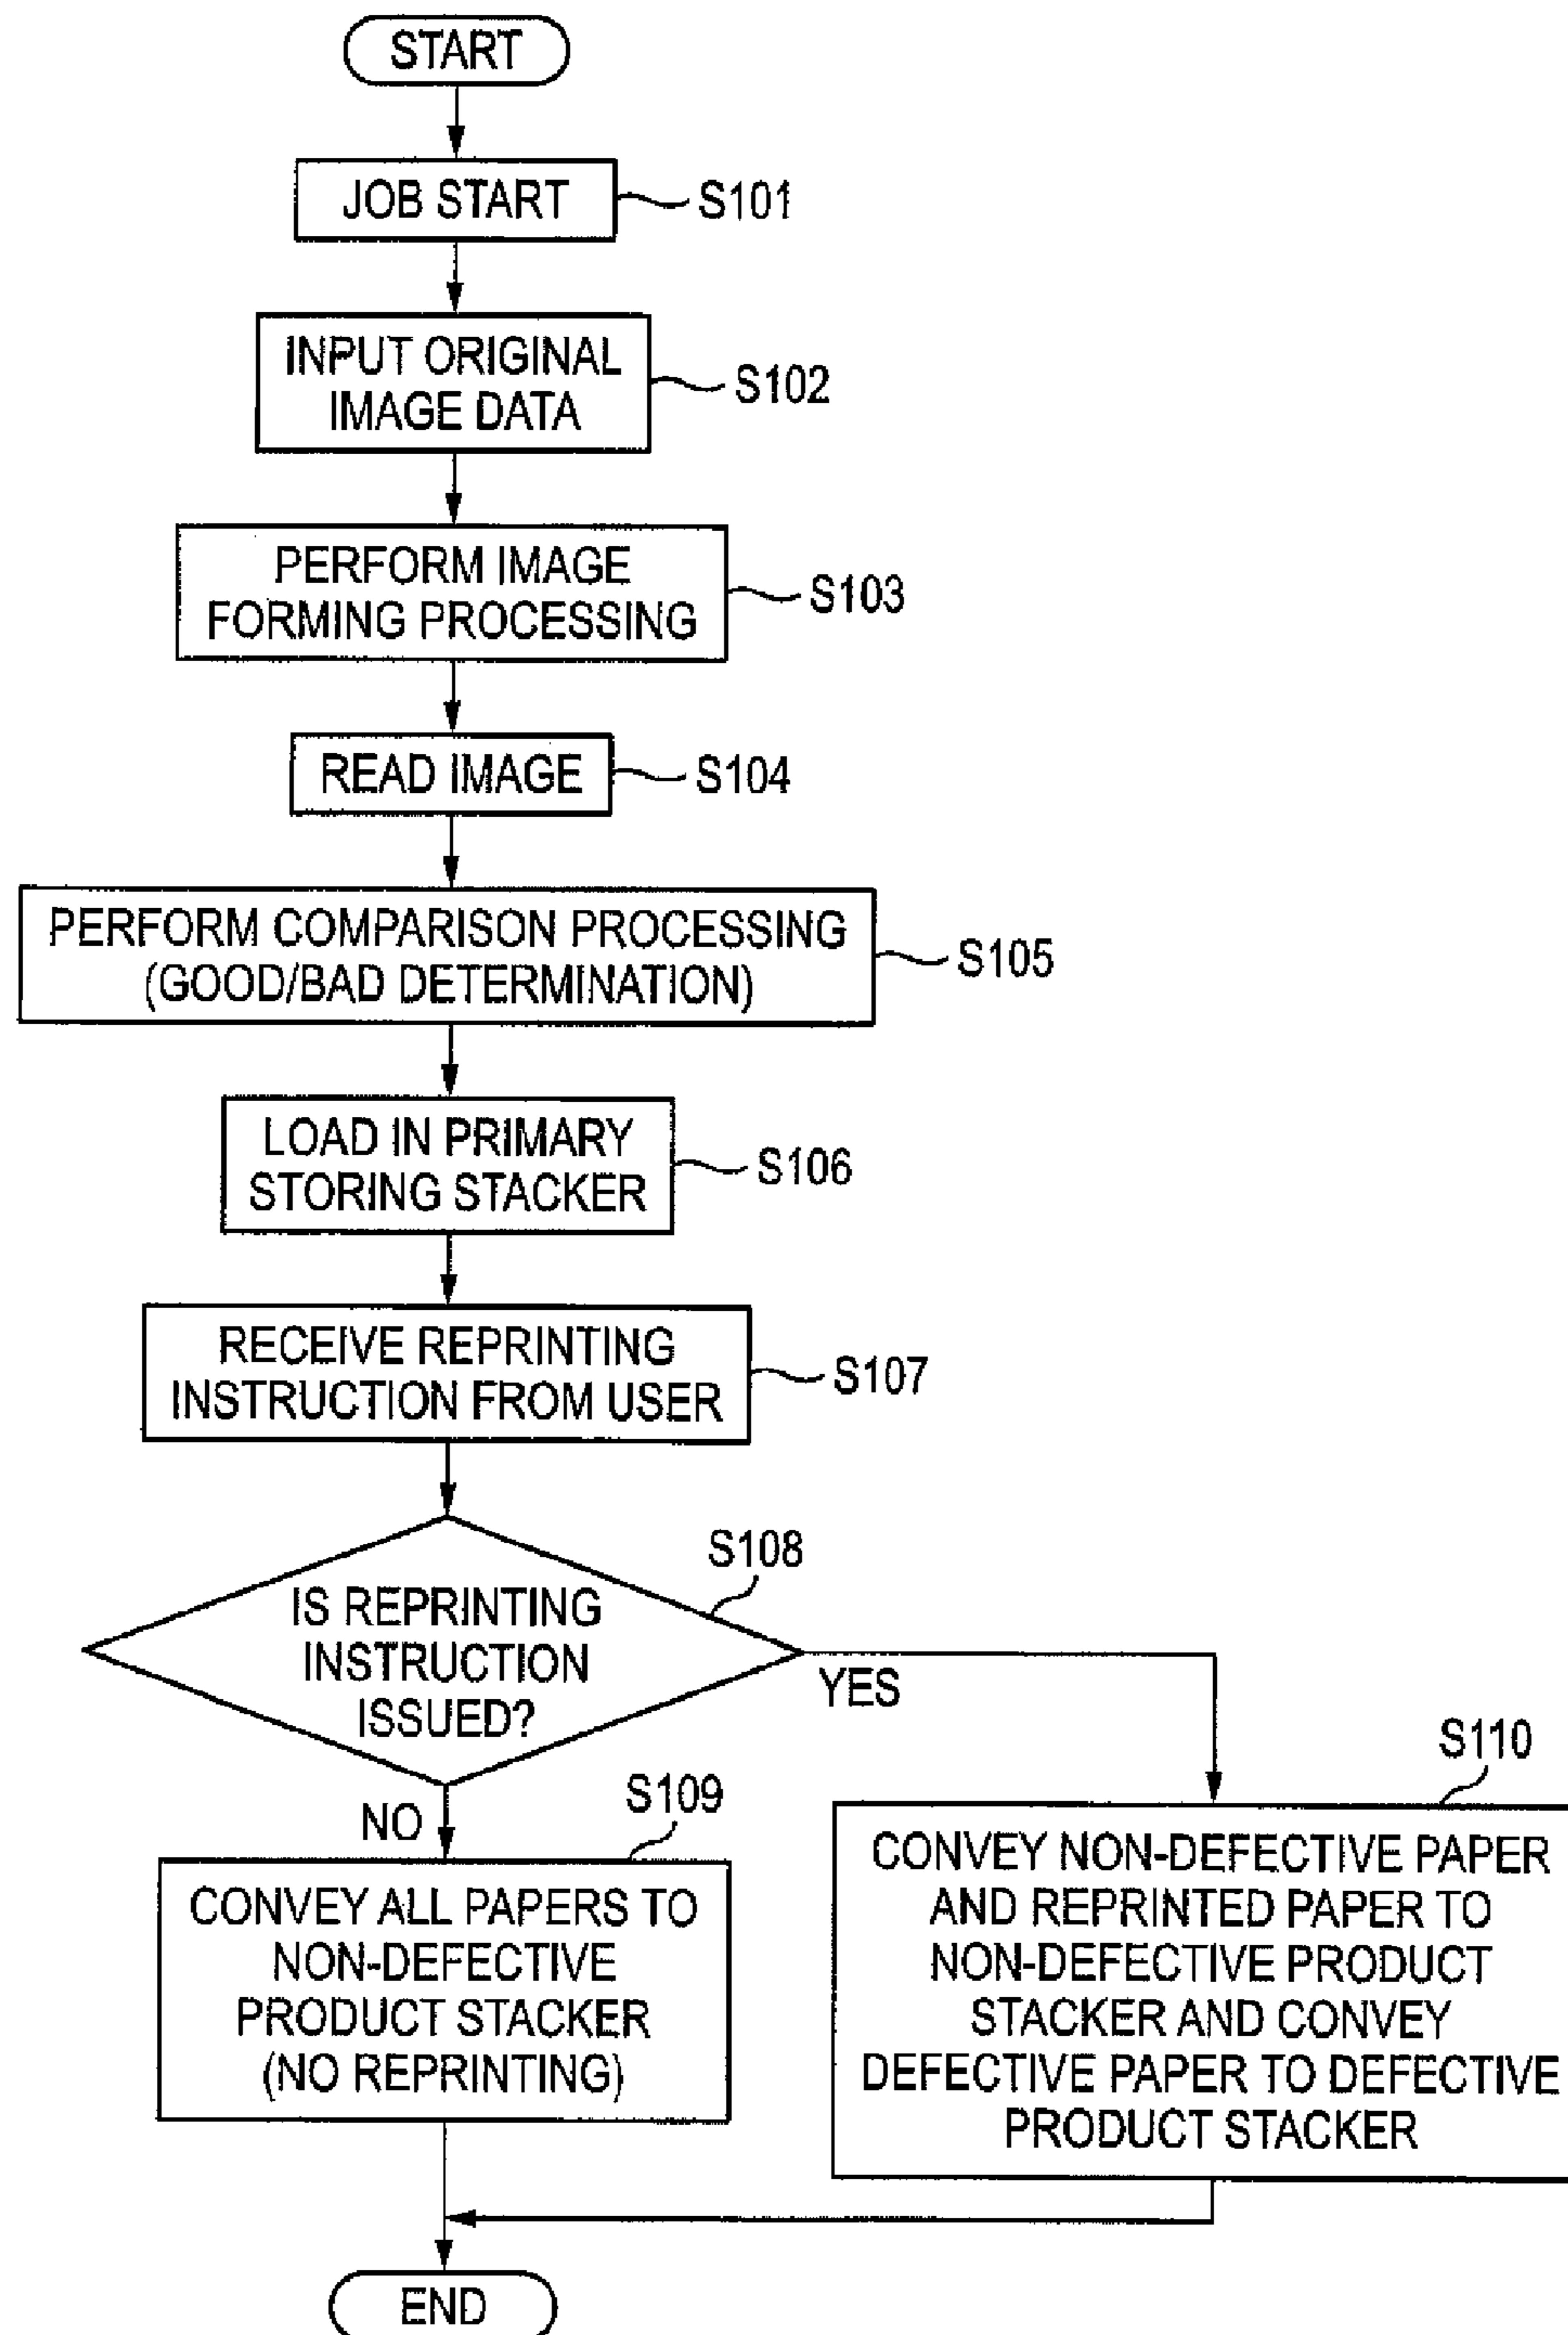 START
JOB START
S101
INPUT ORIGINAL
IMAGE DATA
S102
PERFORM IMAGE
FORMING PROCESSING
S103
READ IMAGE
S104
PERFORM COMPARISON PROCESSING
(GOOD/BAD DETERMINATION)
S105
LOAD IN PRIMARY
STORING STACKER
S106
RECEIVE REPRINTING
INSTRUCTION FROM USER
S107
S108
IS REPRINTING
INSTRUCTION
ISSUED?
YES
NO
S109
CONVEY ALL PAPERS TO
NON-DEFECTIVE
PRODUCT STACKER
(NO REPRINTING)
S110
CONVEY NON-DEFECTIVE PAPER
AND REPRINTED PAPER TO
NON-DEFECTIVE PRODUCT
STACKER AND CONVEY
DEFECTIVE PAPER TO DEFECTIVE
PRODUCT STACKER
END